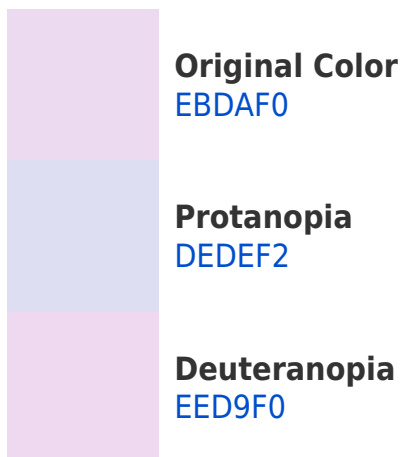 Original Color
EBDAF0
Protanopia
DEDEF2
Deuteranopia
EED9F0